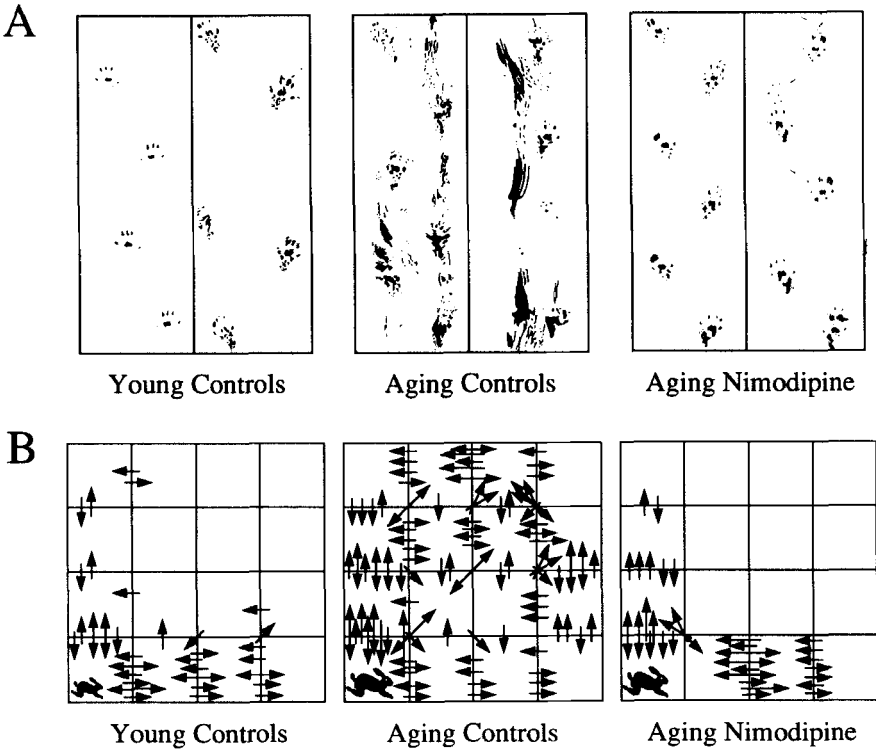 A
Young Controls
Aging Controls
Aging Nimodipine
B
Young Controls
Aging Controls
Aging Nimodipine